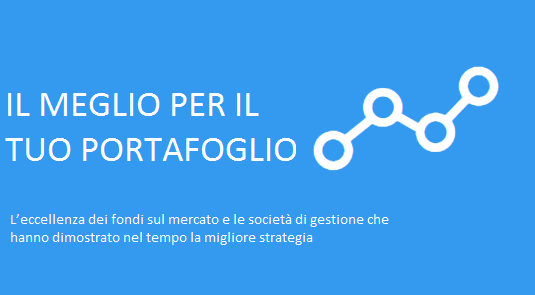 IL MEGLIO PER IL
TUO PORTAFOGLIO
L'eccellenza dei fondi sul mercato e le società di gestione che
hanno dimostrato nel tempo la migliore strategia